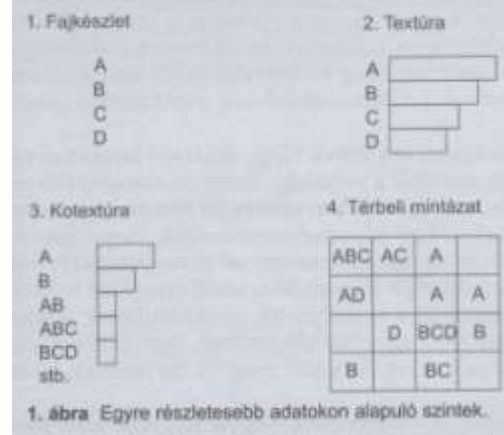 1. Fajkészlet
A
B
C
D
2. Textúra
A
B
C
D
3. Kotextúra
A
B
AB
ABC
BCD
stb.
4. Térbeli mintázat
ABC AC A
AD A A
D BCD B
B BC
1. ábra Egyre részletesebb adatokon alapuló szintek.